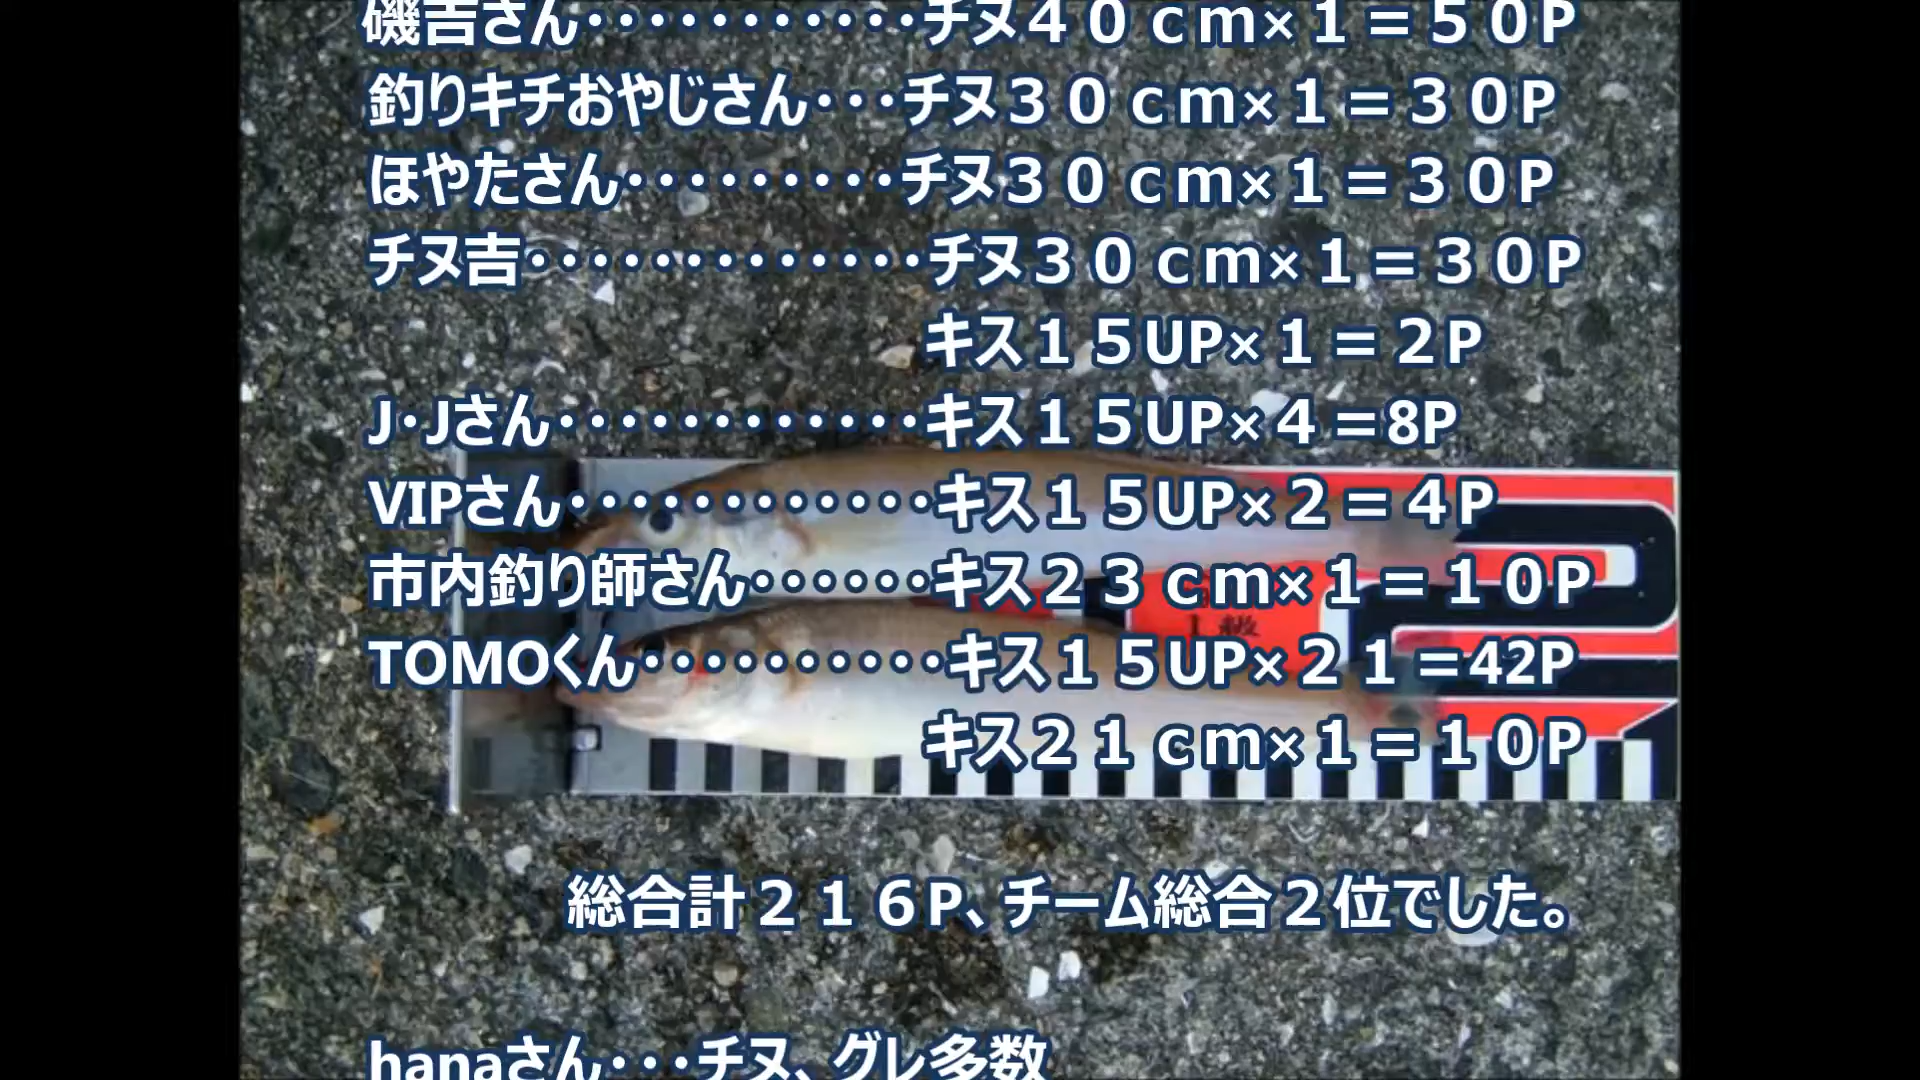 磯吉さん・・・・・・・・・・・チヌ４０ｃｍ×１＝５０P
釣りキチおやじさん・・・チヌ３０ｃｍ×１＝３０P
ほやたさん・・・・・・・・・チヌ３０ｃｍ×１＝３０P
チヌ吉・・・・・・・・・・・・・チヌ３０ｃｍ×１＝３０P
キス１５UP×１＝２P
J・Jさん・・・・・・・・・・・・キス１５UP×４＝8P
VIPさん・・・・・・・・・・・・キス１５UP×２＝４P
市内釣り師さん・・・・・・キス２３ｃｍ×１＝１０P
TOMOくん・・・・・・・・・・キス１５UP×２１＝42P
キス２１ｃｍ×１＝１０P
総合計２１６P、チーム総合２位でした。
hanaさん・・・チヌ、グレ多数